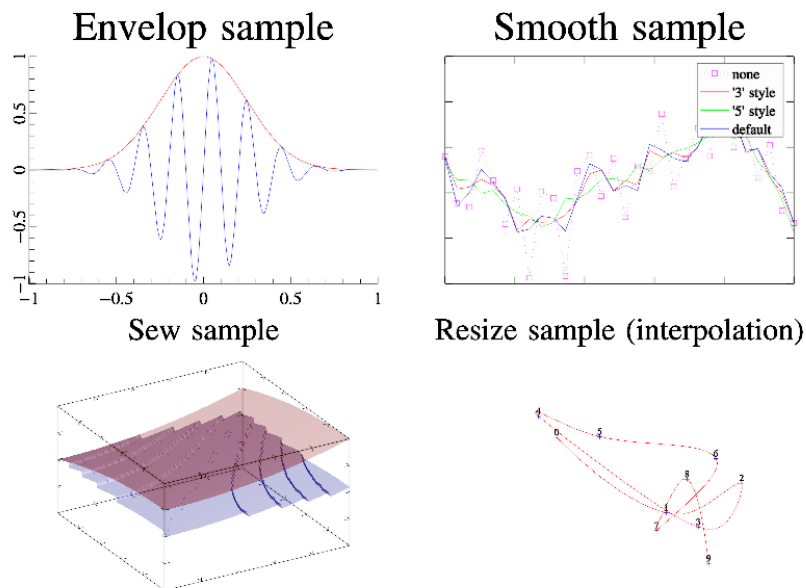 Envelop sample
Smooth sample
1
0.5
0
−0.5
−1
−1 −0.5 0 0.5 1
none
'3' style
'5' style
default
Sew sample
Resize sample (interpolation)
4
0
5
6
8
2
1
7
3
9